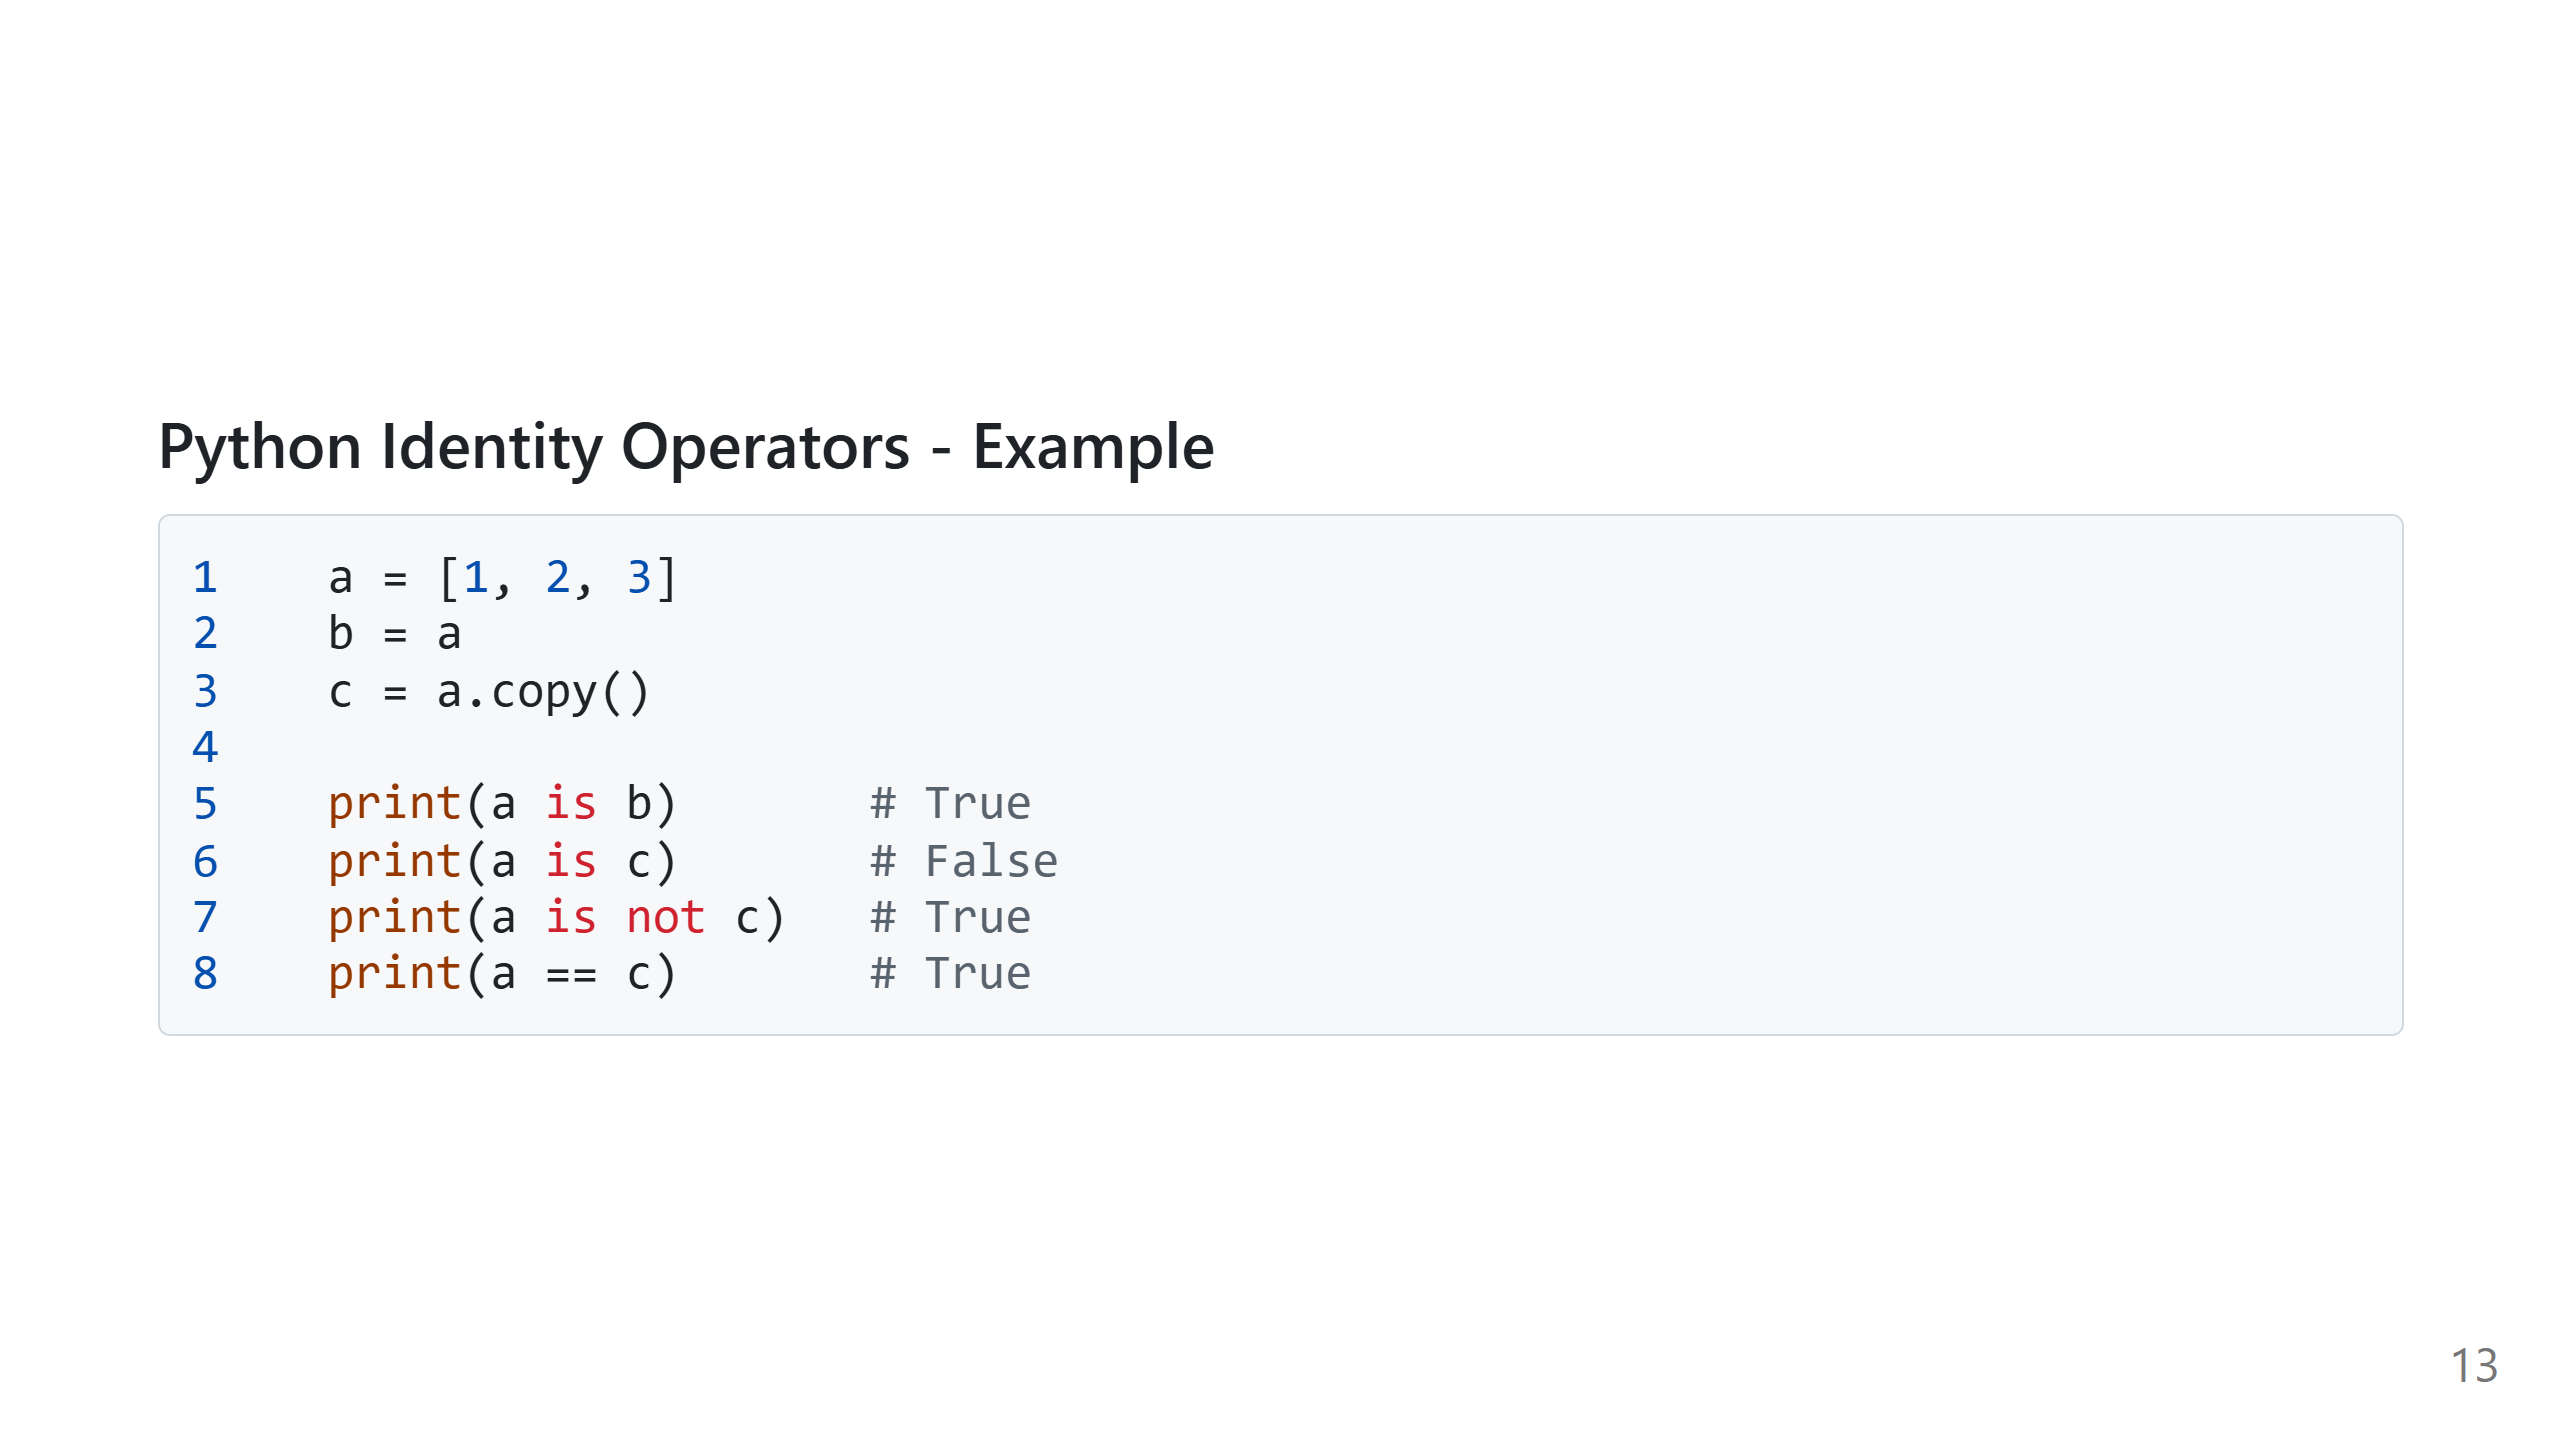 Python Identity Operators - Example
1    a = [1, 2, 3]
2    b = a
3    c = a.copy()
4
5    print(a is b)       # True
6    print(a is c)       # False
7    print(a is not c)   # True
8    print(a == c)       # True
13